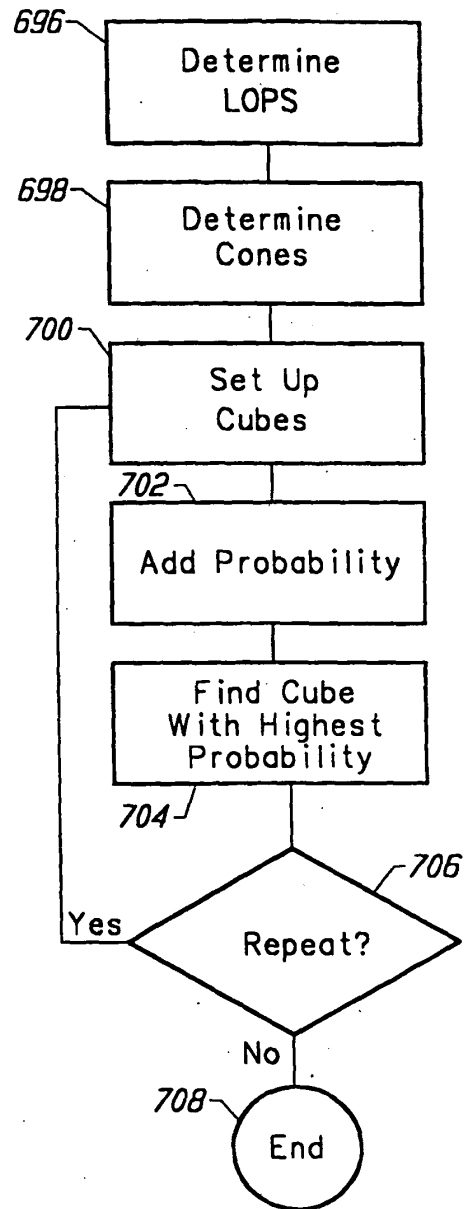 696
Determine
LOPS
698
Determine
Cones
700
Set Up
Cubes
702
Add Probability
Find Cube
With Highest
Probability
704
706
Yes
Repeat?
No
708
End